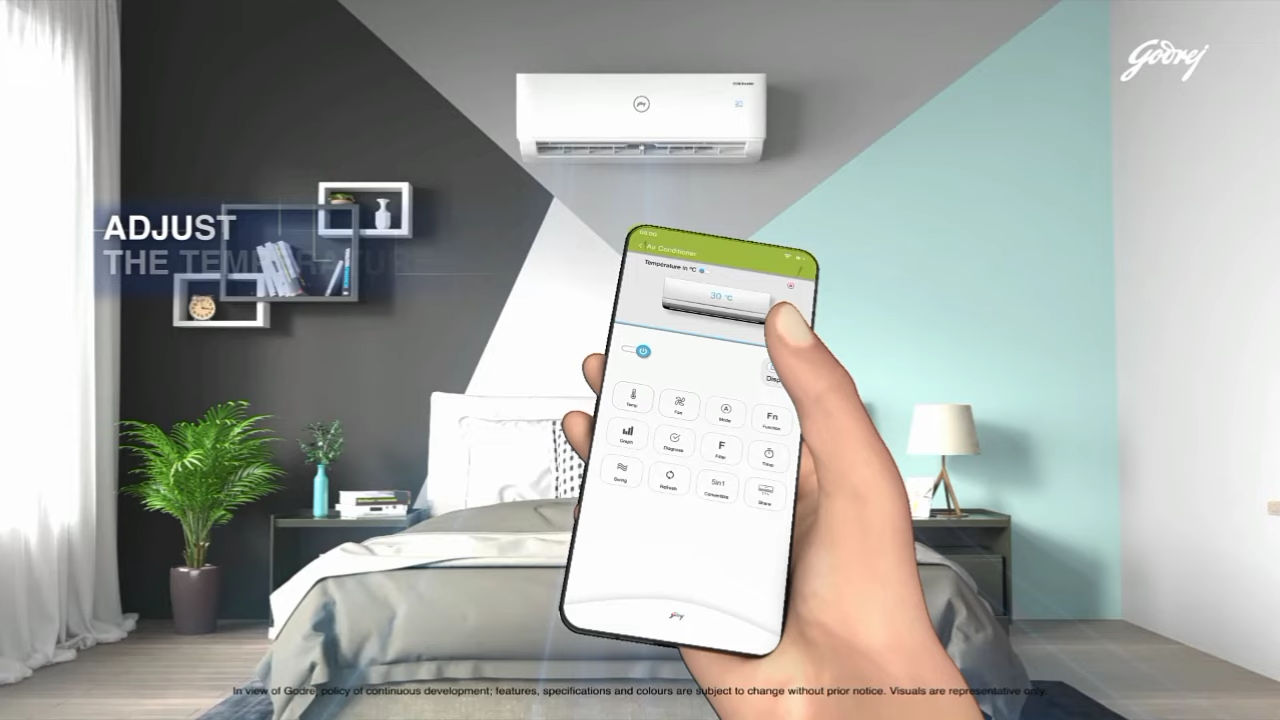 Godrej
ADJUST
THE TEMPERATURE
Air Conditioner
Temperature in °C
30 °C
Temp
Fan
Mode
Fn
Function
Graph
Diagnose
F
Filter
Timer
Swing
Refresh
5in1
Convertible
Share
In view of Godrej policy of continuous development; features, specifications and colours are subject to change without prior notice. Visuals are representative only.